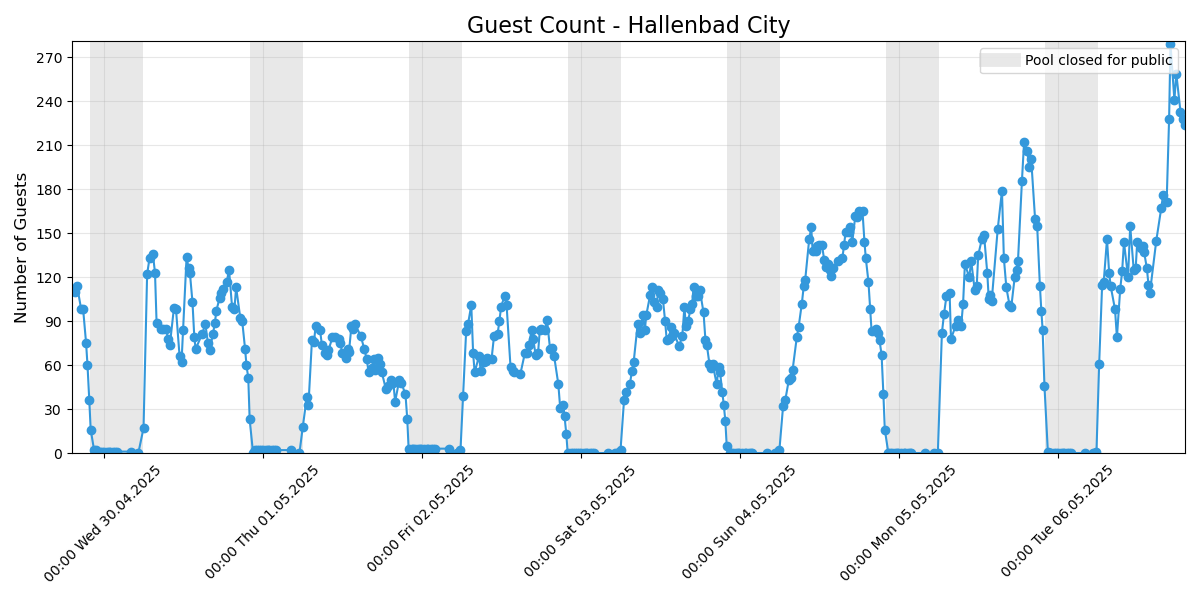 Guest Count - Hallenbad City
Number of Guests
270
240
210
180
150
120
90
60
30
0
Pool closed for public
00:00 Wed 30.04.2025
00:00 Thu 01.05.2025
00:00 Fri 02.05.2025
00:00 Sat 03.05.2025
00:00 Sun 04.05.2025
00:00 Mon 05.05.2025
00:00 Tue 06.05.2025